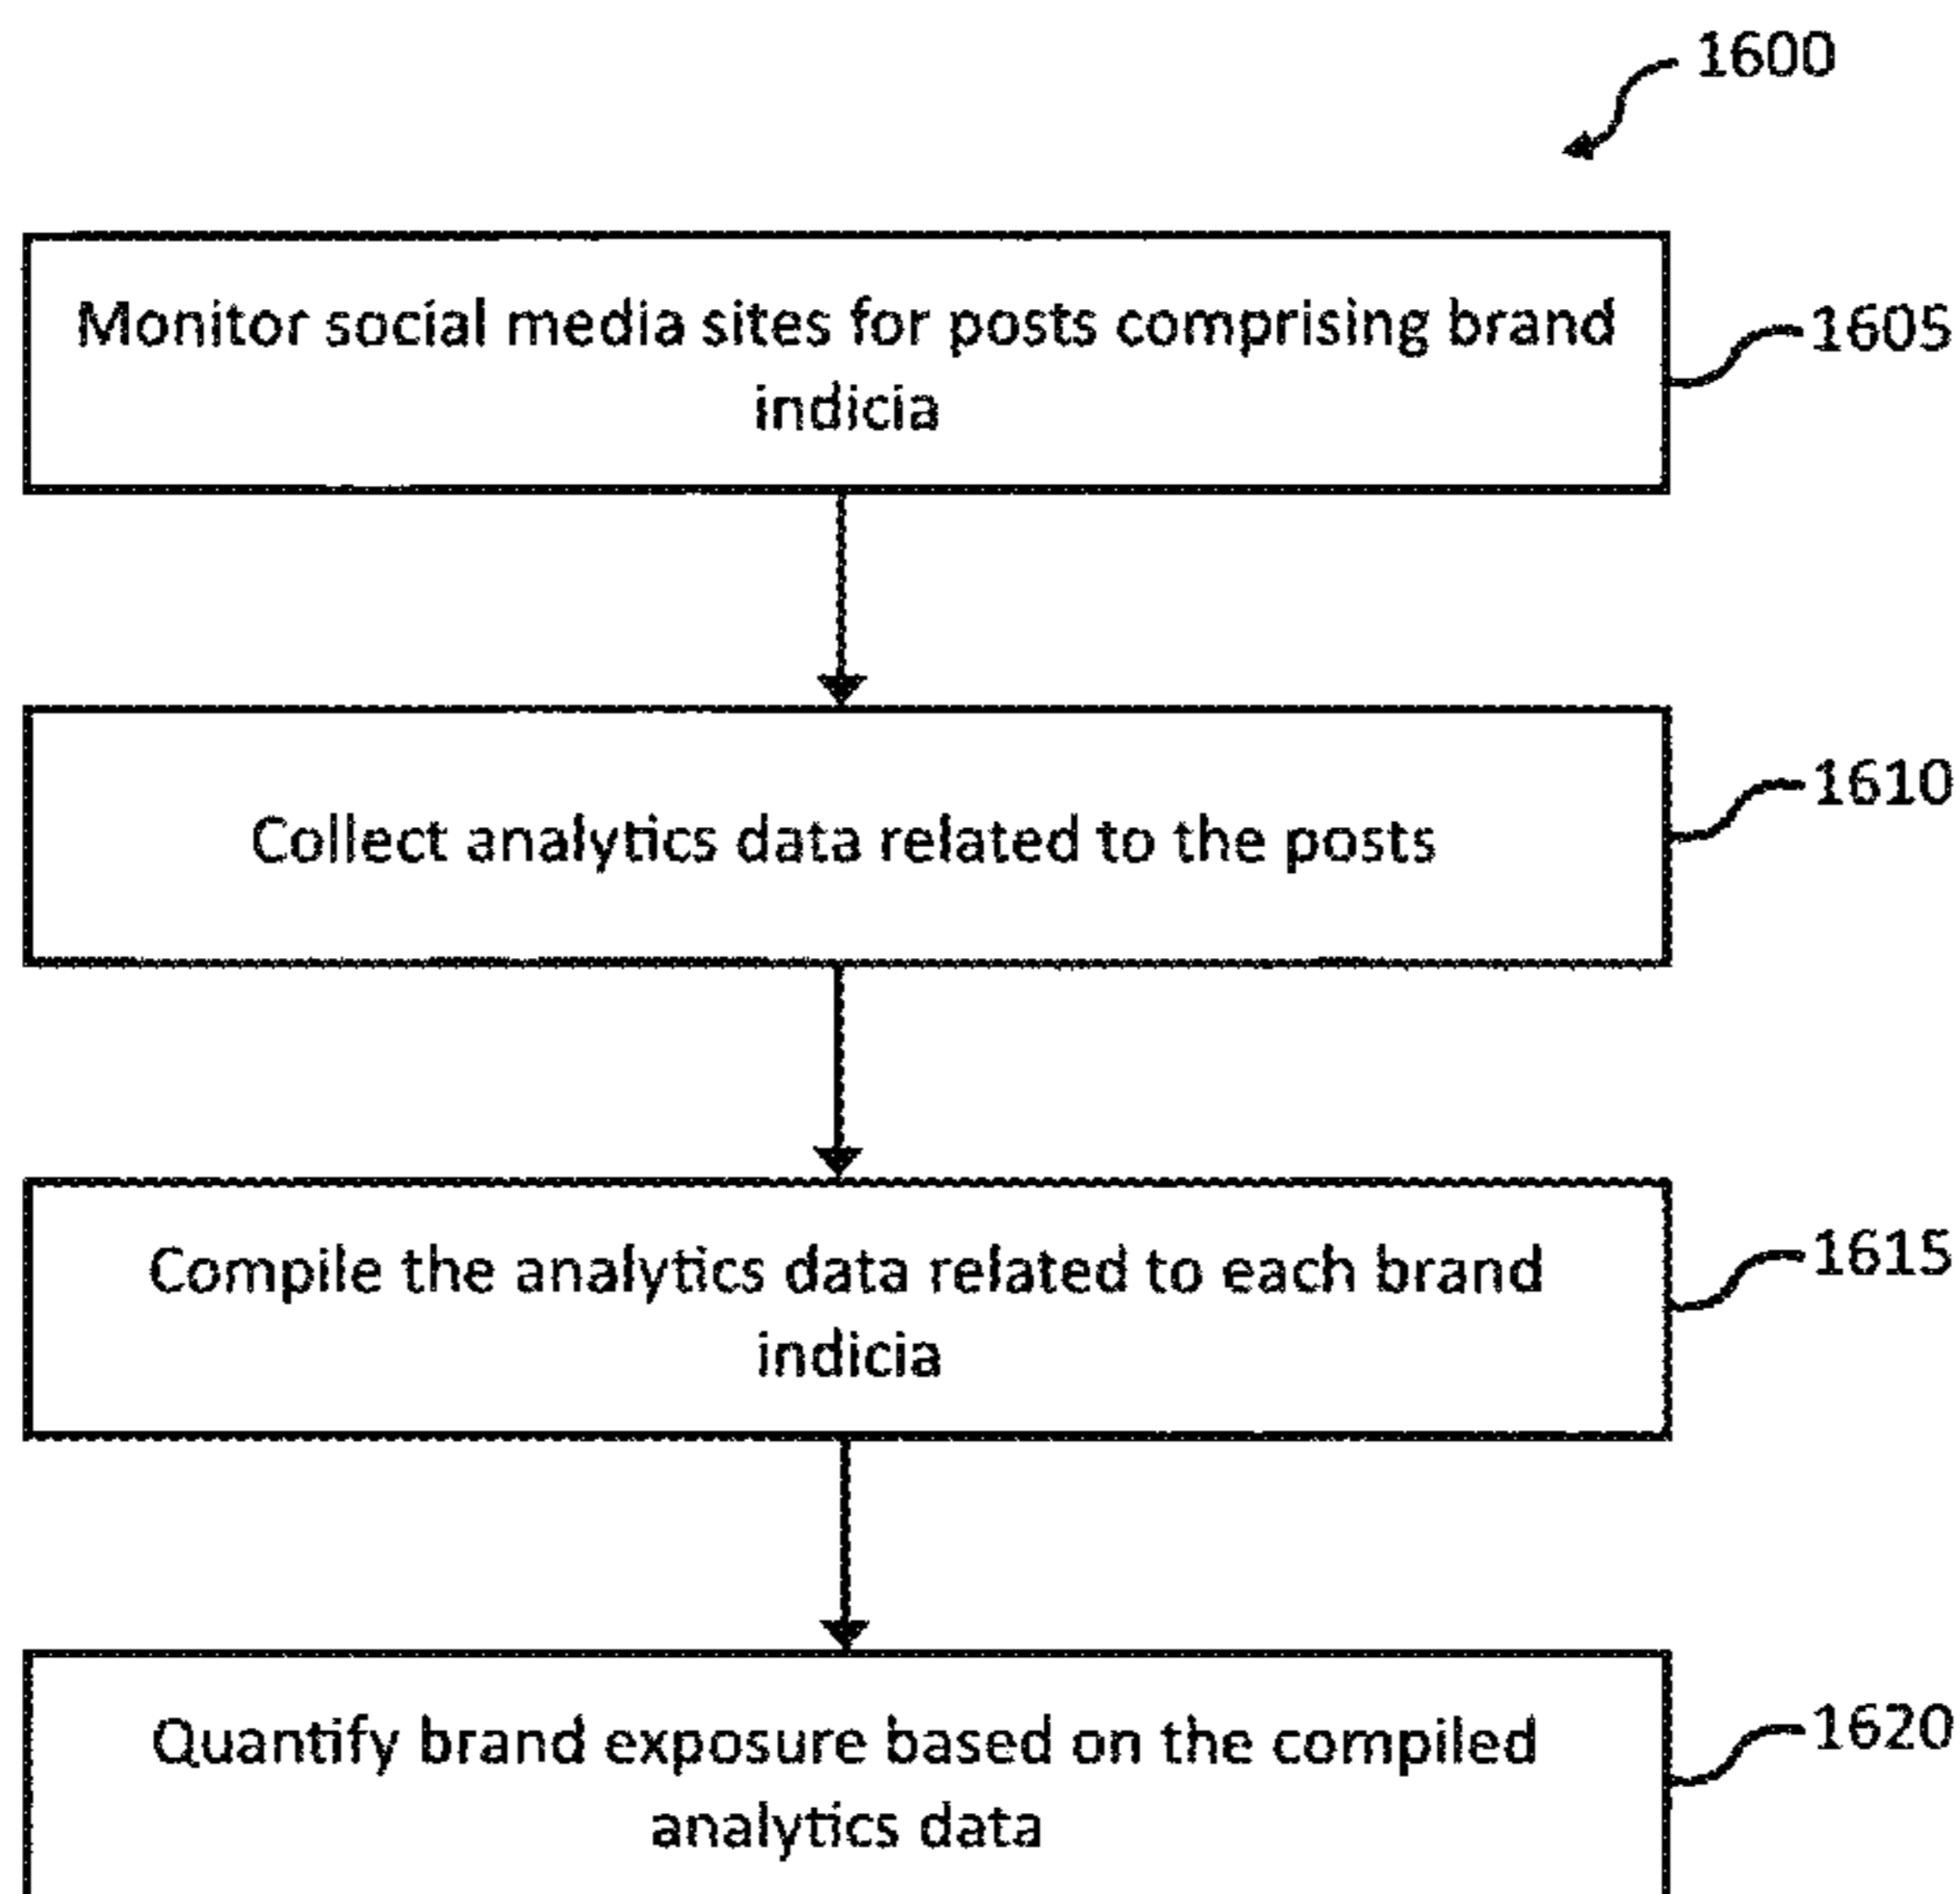 1600
Monitor social media sites for posts comprising brand
indicia
1605
Collect analytics data related to the posts
1610
Compile the analytics data related to each brand
indicia
1615
Quantify brand exposure based on the compiled
analytics data
1620